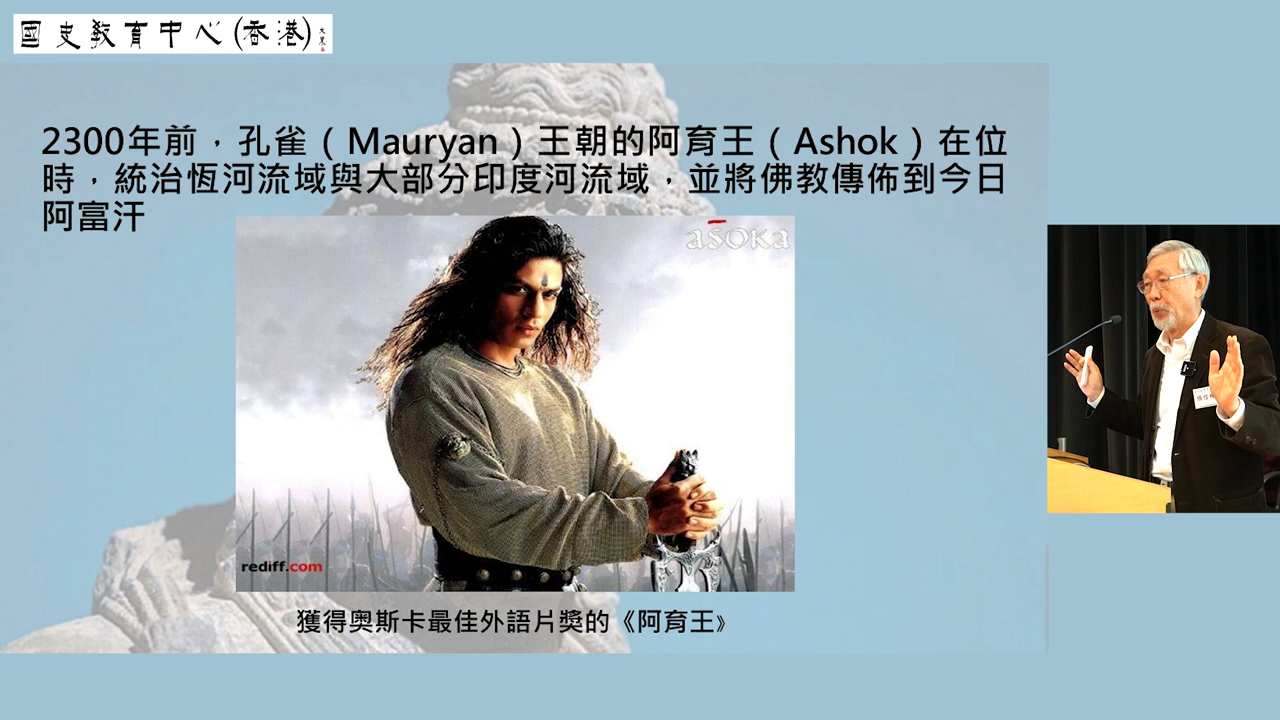 國史教育中心(香港)
2300年前，孔雀（Mauryan）王朝的阿育王（Ashok）在位
時，統治恆河流域與大部分印度河流域，並將佛教傳佈到今日
阿富汗
asoka
rediff.com
獲得奧斯卡最佳外語片獎的《阿育王》